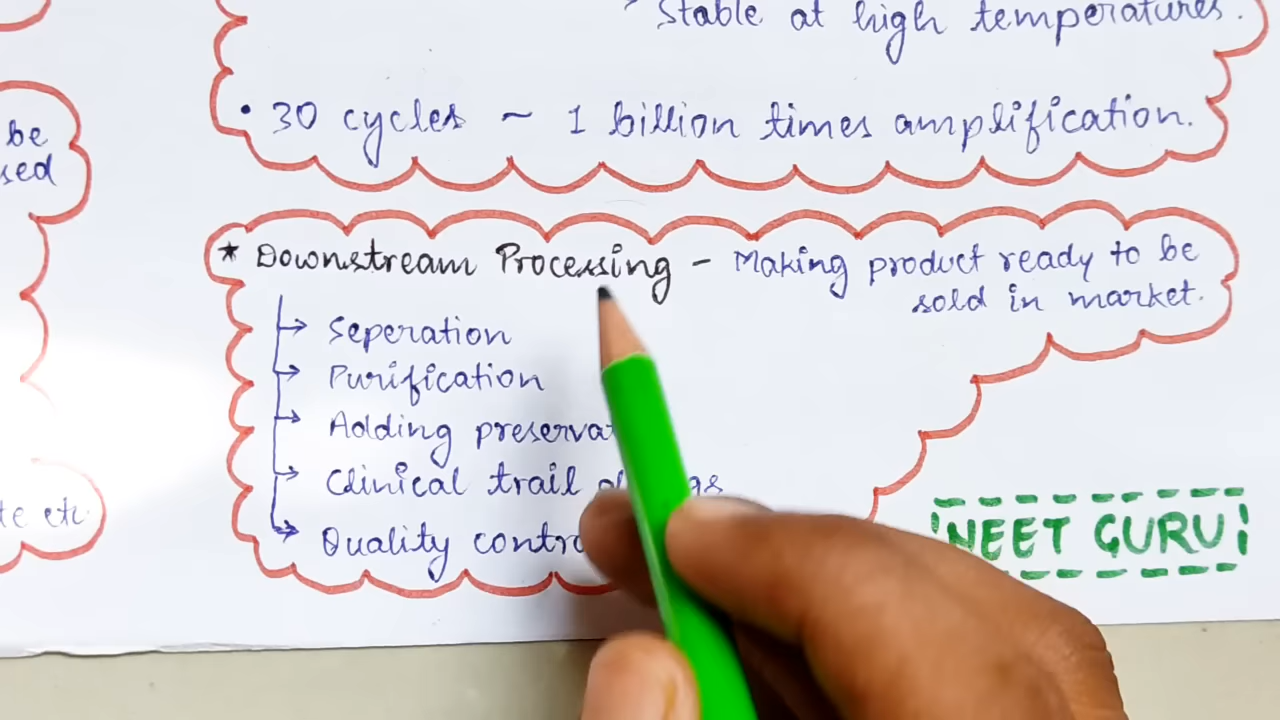 Stable at high temperatures.
be
• 30 cycles ~ 1 billion times amplification.
sed
* Downstream Processing - Making product ready to be
sold in market.
Seperation
Purification
Adding preserva
Clinical trail
Quality contro
te etc.
NEET GURU